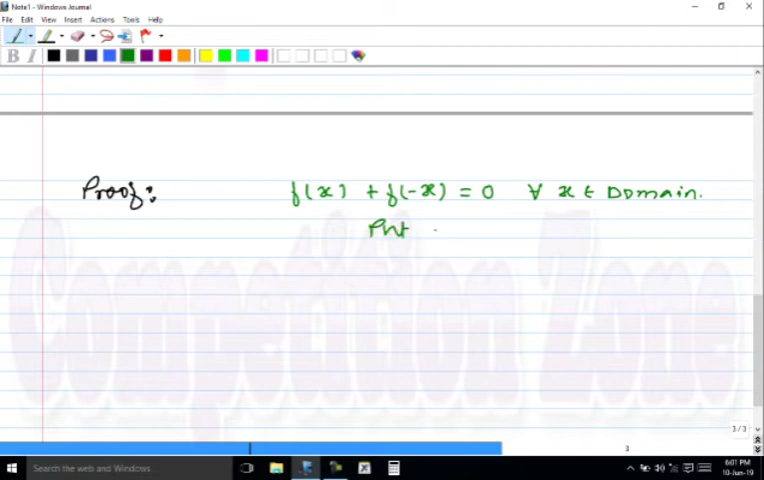 Note1 - Windows Journal
File Edit View Insert Actions Tools Help
B I
Proof: f(x) + f(-x) = 0 ∀ x ∈ Domain.
Put
Competition Zone
3/3
3
Search the web and Windows
6:01 PM
10-Jun-19